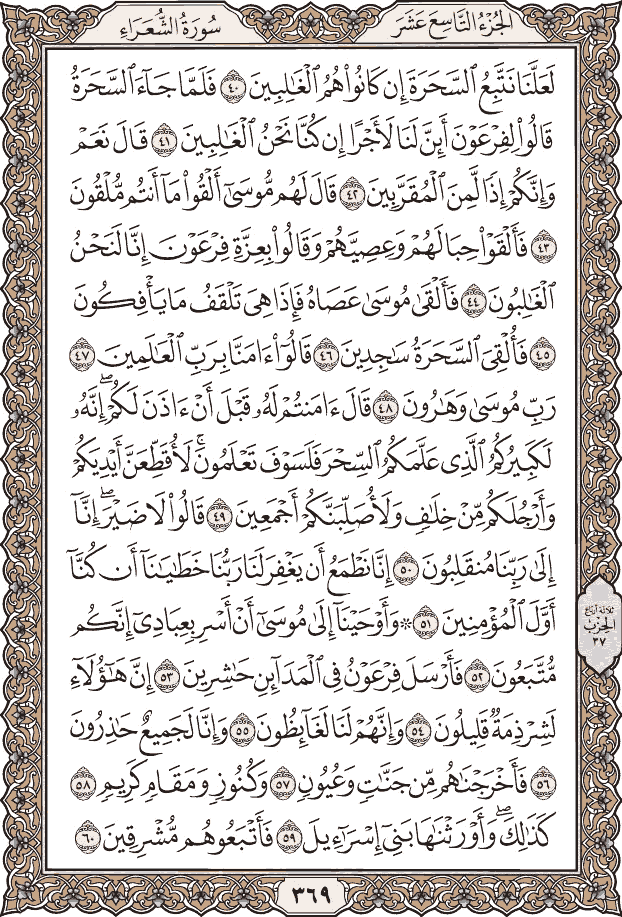 الجُزْءُ التَّاسِعَ عَشَرَ
سُورَةُ الشُّعَرَاءِ
لَعَلَّنَا نَتَّبِعُ ٱلسَّحَرَةَ إِن كَانُوا۟ هُمُ ٱلْغَٰلِبِينَ ٤٠ فَلَمَّا جَآءَ ٱلسَّحَرَةُ
قَالُوا۟ لِفِرْعَوْنَ أَئِنَّ لَنَا لَأَجْرًا إِن كُنَّا نَحْنُ ٱلْغَٰلِبِينَ ٤١ قَالَ نَعَمْ
وَإِنَّكُمْ إِذًا لَّمِنَ ٱلْمُقَرَّبِينَ ٤٢ قَالَ لَهُم مُّوسَىٰٓ أَلْقُوا۟ مَآ أَنتُم مُّلْقُونَ
٤٣ فَأَلْقَوْا۟ حِبَالَهُمْ وَعِصِيَّهُمْ وَقَالُوا۟ بِعِزَّةِ فِرْعَوْنَ إِنَّا لَنَحْنُ
ٱلْغَٰلِبُونَ ٤٤ فَأَلْقَىٰ مُوسَىٰ عَصَاهُ فَإِذَا هِىَ تَلْقَفُ مَا يَأْفِكُونَ
٤٥ فَأُلْقِىَ ٱلسَّحَرَةُ سَٰجِدِينَ ٤٦ قَالُوٓا۟ ءَامَنَّا بِرَبِّ ٱلْعَٰلَمِينَ ٤٧
رَبِّ مُوسَىٰ وَهَٰرُونَ ٤٨ قَالَ ءَامَنتُمْ لَهُۥ قَبْلَ أَنْ ءَاذَنَ لَكُمْ ۖ إِنَّهُۥ
لَكَبِيرُكُمُ ٱلَّذِى عَلَّمَكُمُ ٱلسِّحْرَ فَلَسَوْفَ تَعْلَمُونَ ۚ لَأُقَطِّعَنَّ أَيْدِيَكُمْ
وَأَرْجُلَكُم مِّنْ خِلَٰفٍ وَلَأُصَلِّبَنَّكُمْ أَجْمَعِينَ ٤٩ قَالُوا۟ لَا ضَيْرَ ۖ إِنَّآ
إِلَىٰ رَبِّنَا مُنقَلِبُونَ ٥٠ إِنَّا نَطْمَعُ أَن يَغْفِرَ لَنَا رَبُّنَا خَطَٰيَٰنَآ أَن كُنَّآ
أَوَّلَ ٱلْمُؤْمِنِينَ ٥١ ۞ وَأَوْحَيْنَآ إِلَىٰ مُوسَىٰٓ أَنْ أَسْرِ بِعِبَادِىٓ إِنَّكُم
مُّتَّبَعُونَ ٥٢ فَأَرْسَلَ فِرْعَوْنُ فِى ٱلْمَدَآئِنِ حَٰشِرِينَ ٥٣ إِنَّ هَٰٓؤُلَآءِ
لَشِرْذِمَةٌ قَلِيلُونَ ٥٤ وَإِنَّهُمْ لَنَا لَغَآئِظُونَ ٥٥ وَإِنَّا لَجَمِيعٌ حَٰذِرُونَ
٥٦ فَأَخْرَجْنَٰهُم مِّن جَنَّٰتٍ وَعُيُونٍ ٥٧ وَكُنُوزٍ وَمَقَامٍ كَرِيمٍ ٥٨
كَذَٰلِكَ ۖ وَأَوْرَثْنَٰهَا بَنِىٓ إِسْرَٰٓءِيلَ ٥٩ فَأَتْبَعُوهُم مُّشْرِقِينَ ٦٠
ثلاثة أرباع
الحزب
٣٧
٣٦٩